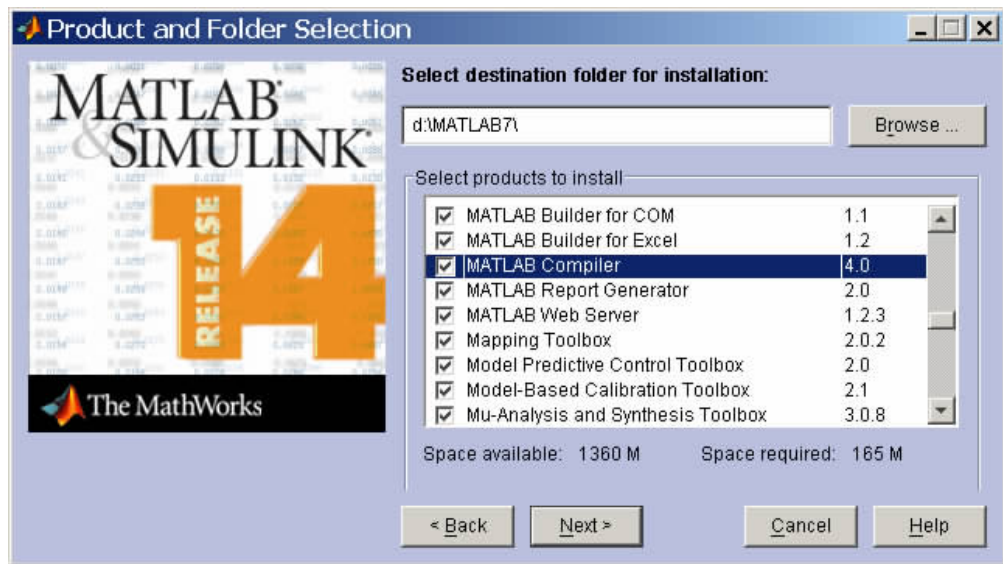 Product and Folder Selection
MATLAB®
& SIMULINK®
RELEASE 14
The MathWorks
Select destination folder for installation:
d:\MATLAB7\
Browse ...
Select products to install
MATLAB Builder for COM 1.1
MATLAB Builder for Excel 1.2
MATLAB Compiler 4.0
MATLAB Report Generator 2.0
MATLAB Web Server 1.2.3
Mapping Toolbox 2.0.2
Model Predictive Control Toolbox 2.0
Model-Based Calibration Toolbox 2.1
Mu-Analysis and Synthesis Toolbox 3.0.8
Space available: 1360 M Space required: 165 M
< Back Next > Cancel Help